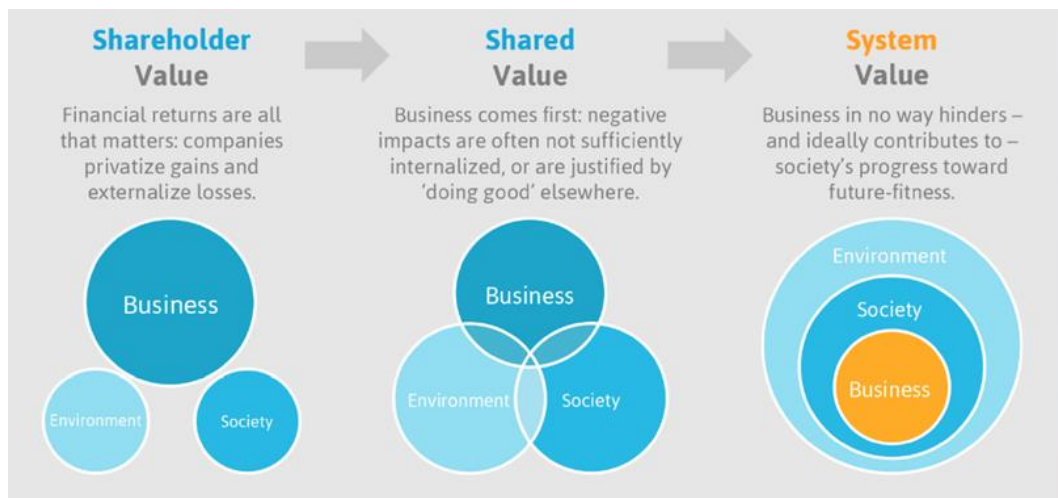 Shareholder
Value
Financial returns are all
that matters: companies
privatize gains and
externalize losses.
Business
Environment
Society
Shared
Value
Business comes first: negative
impacts are often not sufficiently
internalized, or are justified by
‘doing good’ elsewhere.
Business
Environment
Society
System
Value
Business in no way hinders –
and ideally contributes to –
society’s progress toward
future-fitness.
Environment
Society
Business